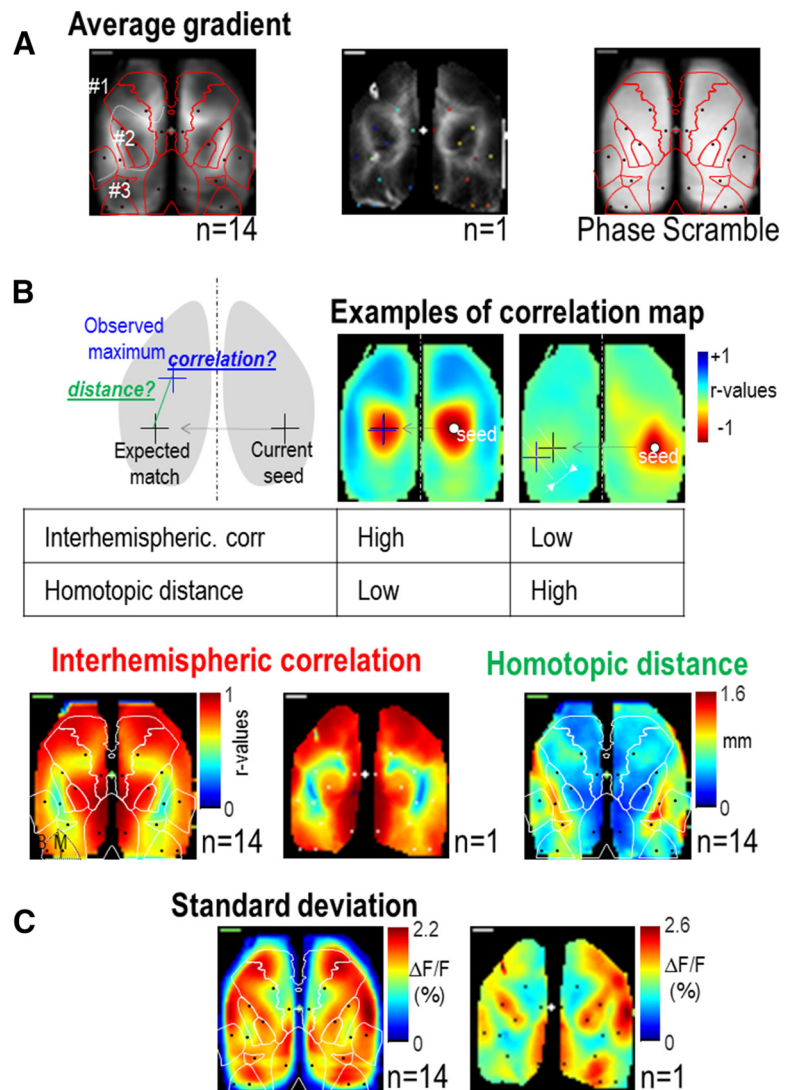 A
Average gradient
#1
#2
#3
n=14
n=1
Phase Scramble
B
Observed
maximum
correlation?
distance?
Expected
match
Current
seed
Examples of correlation map
seed
seed
+1
r-values
-1
Interhemispheric. corr High Low
Homotopic distance Low High
Interhemispheric correlation
Homotopic distance
1
r-values
0
B M
n=14
n=1
1.6
mm
0
n=14
C
Standard deviation
2.2
ΔF/F
(%)
0
n=14
2.6
ΔF/F
(%)
0
n=1